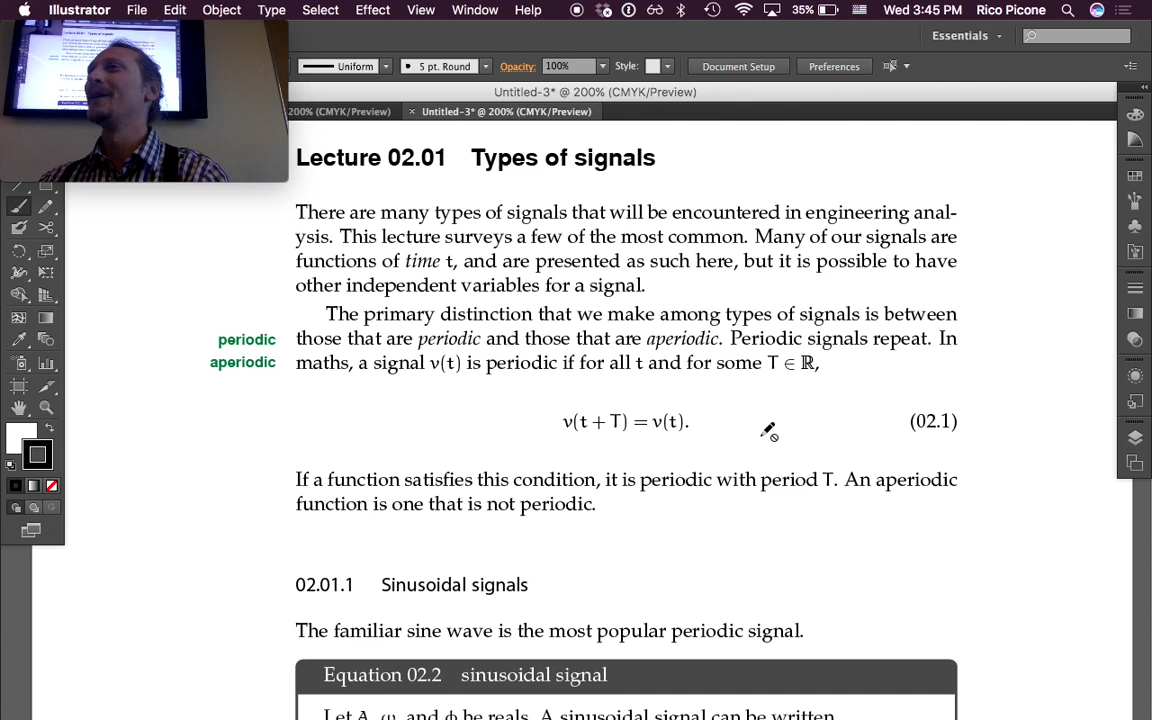 Illustrator File Edit Object Type Select Effect View Window Help 35% Wed 3:45 PM Rico Picone
Essentials
Uniform 5 pt. Round Opacity: 100% Style: Document Setup Preferences
Untitled-3* @ 200% (CMYK/Preview)
200% (CMYK/Preview) × Untitled-3* @ 200% (CMYK/Preview)
Lecture 02.01 Types of signals
There are many types of signals that will be encountered in engineering anal-
ysis. This lecture surveys a few of the most common. Many of our signals are
functions of time t, and are presented as such here, but it is possible to have
other independent variables for a signal.
The primary distinction that we make among types of signals is between
periodic those that are periodic and those that are aperiodic. Periodic signals repeat. In
aperiodic maths, a signal v(t) is periodic if for all t and for some T ∈ ℝ,
v(t + T) = v(t). (02.1)
If a function satisfies this condition, it is periodic with period T. An aperiodic
function is one that is not periodic.
02.01.1 Sinusoidal signals
The familiar sine wave is the most popular periodic signal.
Equation 02.2 sinusoidal signal
Let A, ω, and ϕ be reals. A sinusoidal signal can be written